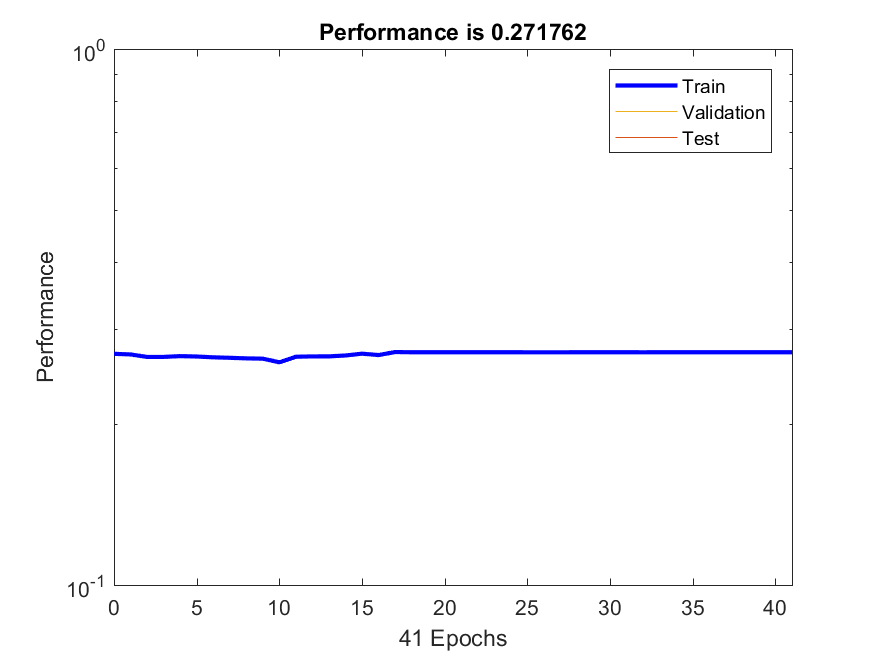 Performance is 0.271762
10^0
Train
Validation
Test
Performance
10^-1
0 5 10 15 20 25 30 35 40
41 Epochs